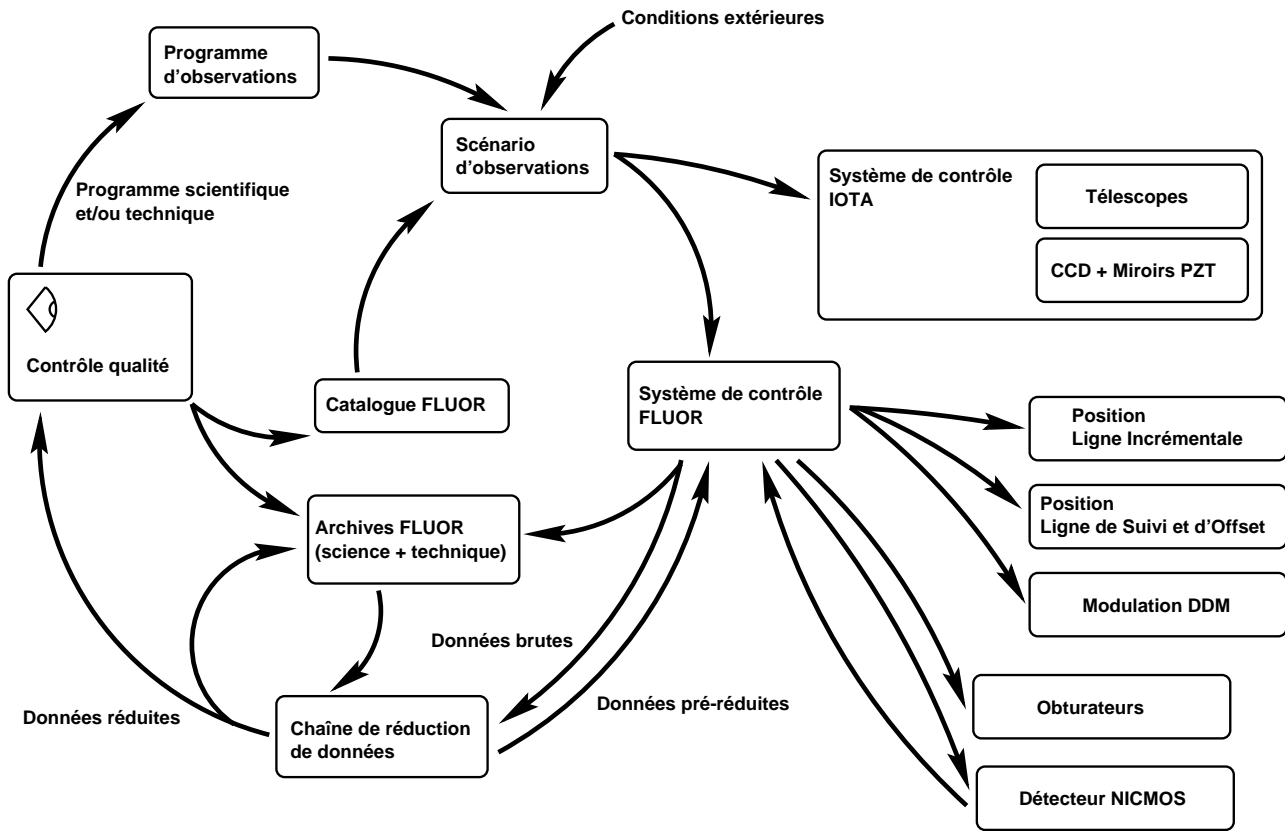 Conditions extérieures
Programme
d'observations
Scénario
d'observations
Programme scientifique
et/ou technique
Système de contrôle
IOTA
Télescopes
CCD + Miroirs PZT
Contrôle qualité
Catalogue FLUOR
Système de contrôle
FLUOR
Position
Ligne Incrémentale
Position
Ligne de Suivi et d'Offset
Archives FLUOR
(science + technique)
Modulation DDM
Données brutes
Données pré-réduites
Données réduites
Chaîne de réduction
de données
Obturateurs
Détecteur NICMOS